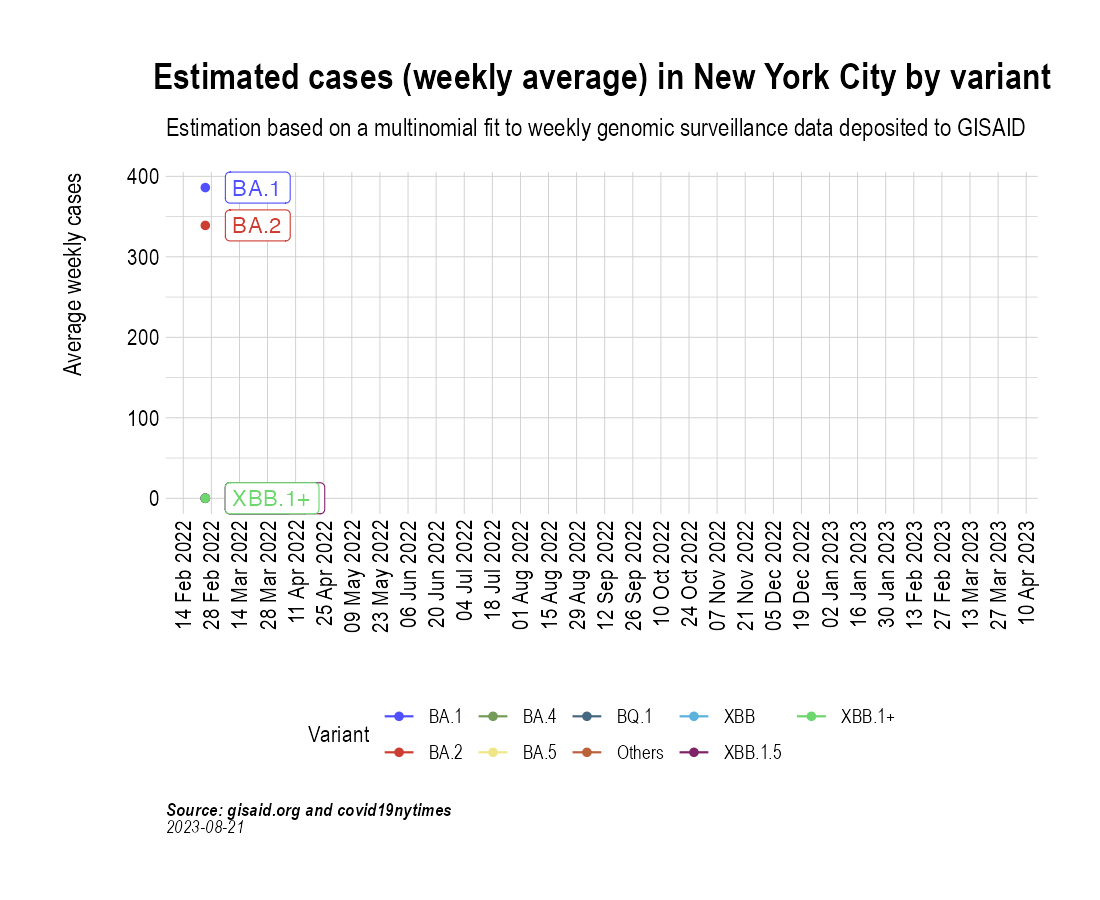 Estimated cases (weekly average) in New York City by variant
Estimation based on a multinomial fit to weekly genomic surveillance data deposited to GISAID
Average weekly cases
400
300
200
100
0
BA.1
BA.2
XBB.1+
14 Feb 2022
28 Feb 2022
14 Mar 2022
28 Mar 2022
11 Apr 2022
25 Apr 2022
09 May 2022
23 May 2022
06 Jun 2022
20 Jun 2022
04 Jul 2022
18 Jul 2022
01 Aug 2022
15 Aug 2022
29 Aug 2022
12 Sep 2022
26 Sep 2022
10 Oct 2022
24 Oct 2022
07 Nov 2022
21 Nov 2022
05 Dec 2022
19 Dec 2022
02 Jan 2023
16 Jan 2023
30 Jan 2023
13 Feb 2023
27 Feb 2023
13 Mar 2023
27 Mar 2023
10 Apr 2023
Variant
BA.1 BA.4 BQ.1 XBB XBB.1+
BA.2 BA.5 Others XBB.1.5
Source: gisaid.org and covid19nytimes
2023-08-21